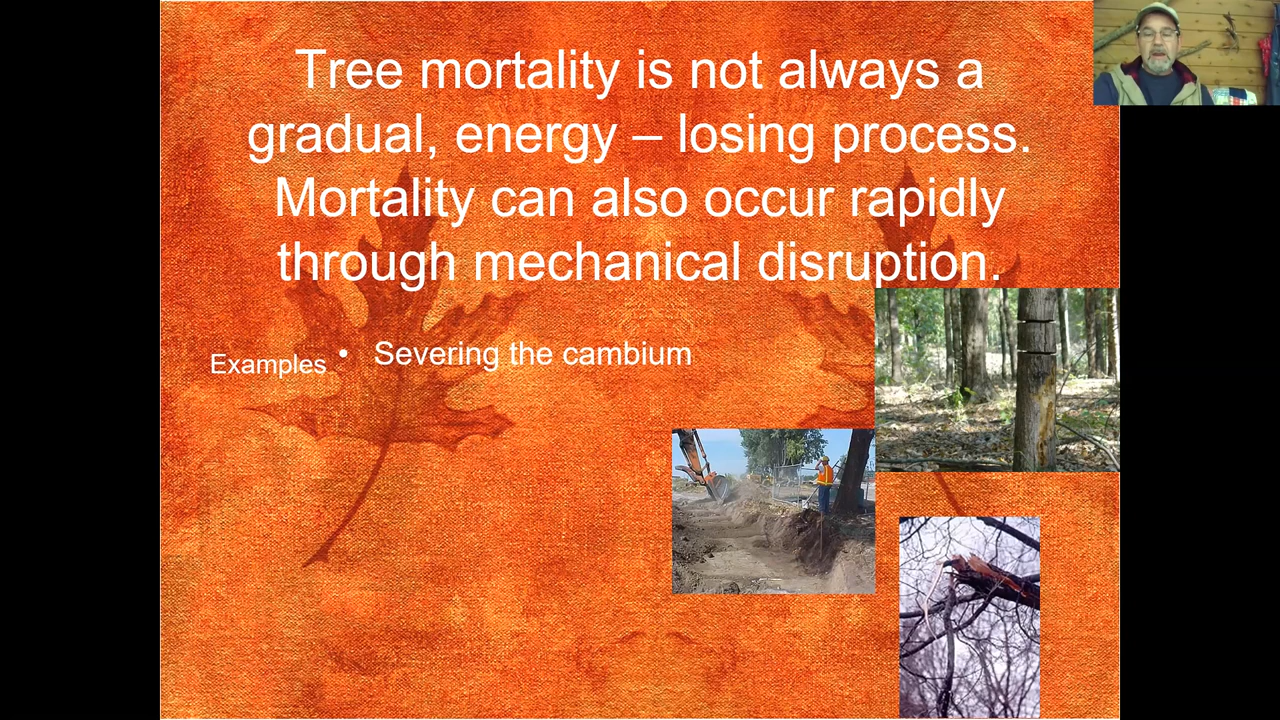 Tree mortality is not always a
gradual, energy – losing process.
Mortality can also occur rapidly
through mechanical disruption.
Examples • Severing the cambium